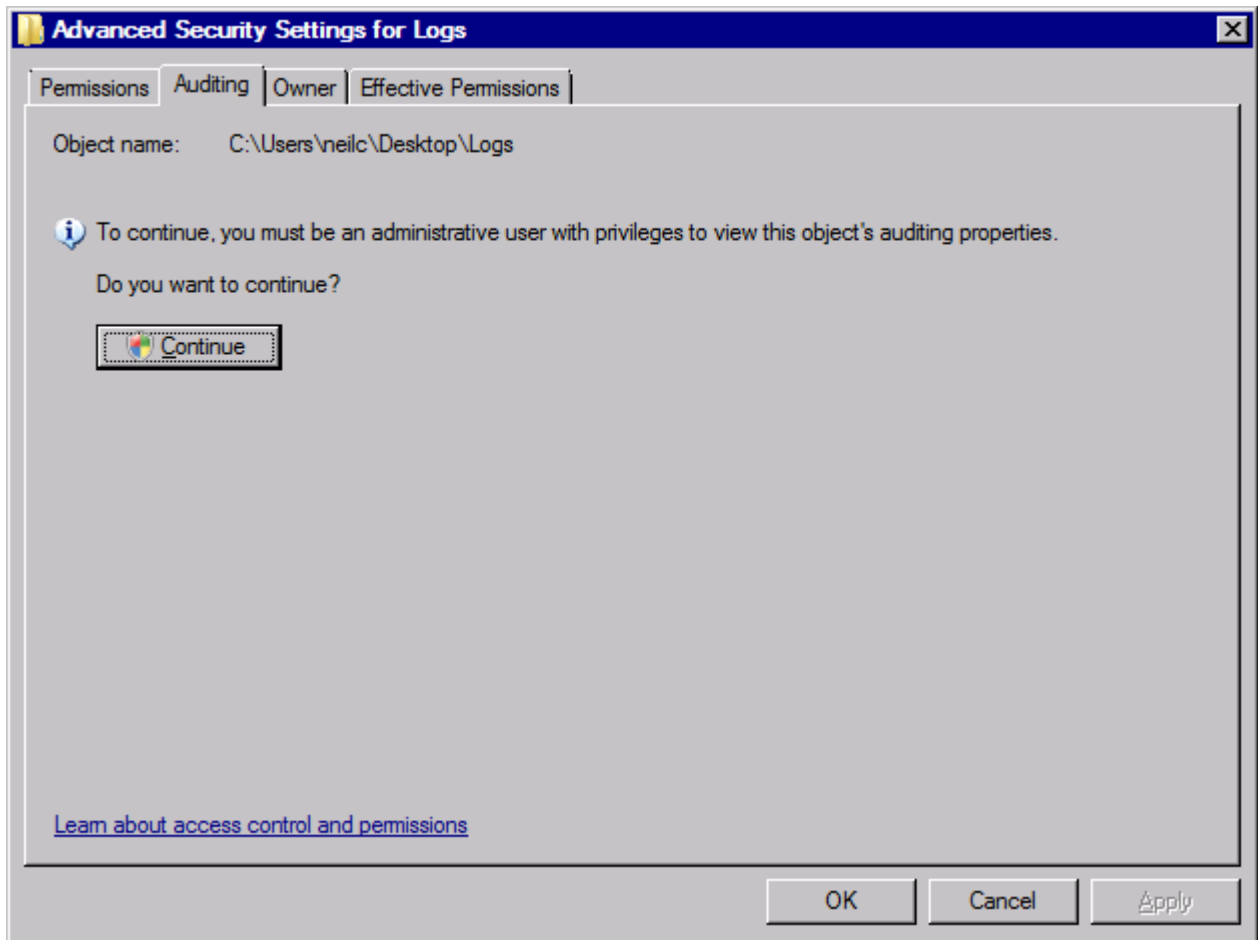 Advanced Security Settings for Logs
Permissions Auditing Owner Effective Permissions
Object name: C:\Users\neilc\Desktop\Logs
To continue, you must be an administrative user with privileges to view this object's auditing properties.
Do you want to continue?
Continue
Learn about access control and permissions
OK Cancel Apply